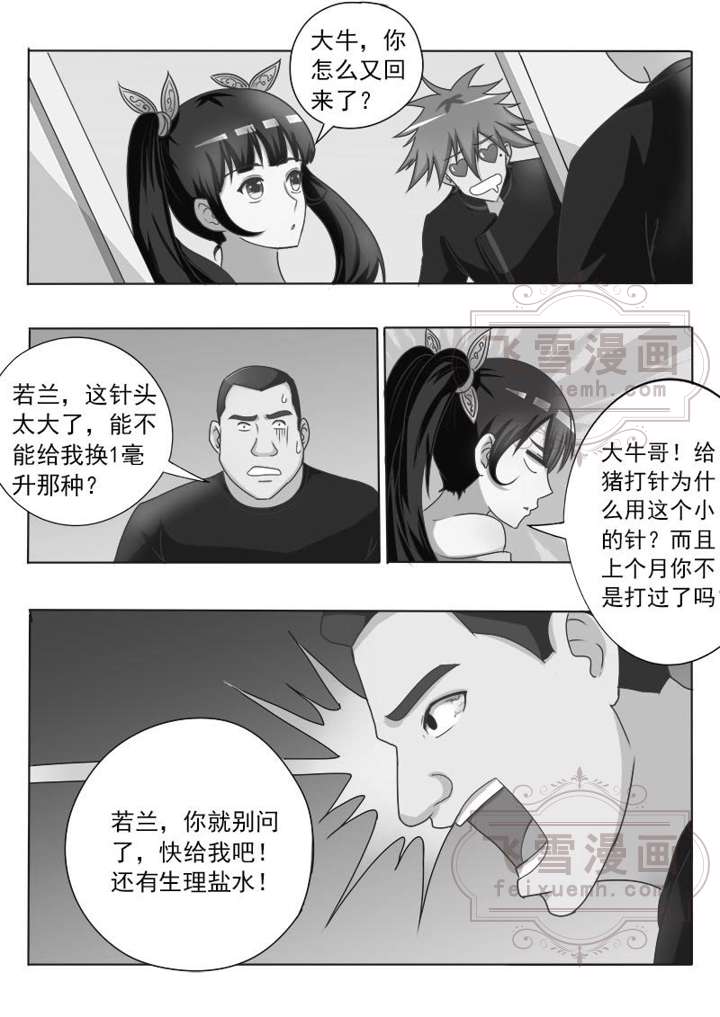 大牛，你
怎么又回
来了？
若兰，这针头
太大了，能不
能给我换1毫
升那种？
飞雪漫画
feixuemh.com
大牛哥！给
猪打针为什
么用这个小
的针？而且
上个月你不
是打过了吗？
若兰，你就别问
了，快给我吧！
还有生理盐水！
飞雪漫画
feixuemh.com